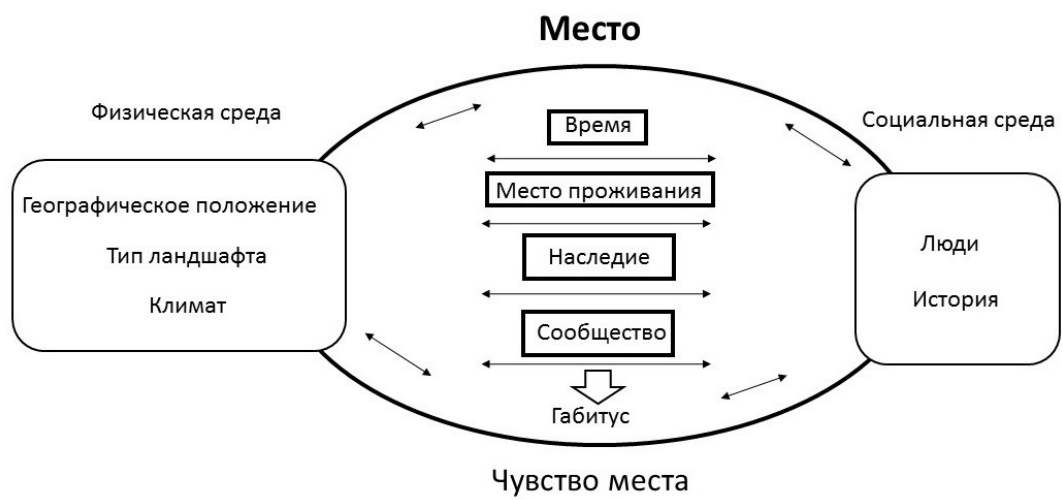 Место
Физическая среда
Социальная среда
Время
Место проживания
Географическое положение
Тип ландшафта
Климат
Наследие
Люди
История
Сообщество
Габитус
Чувство места